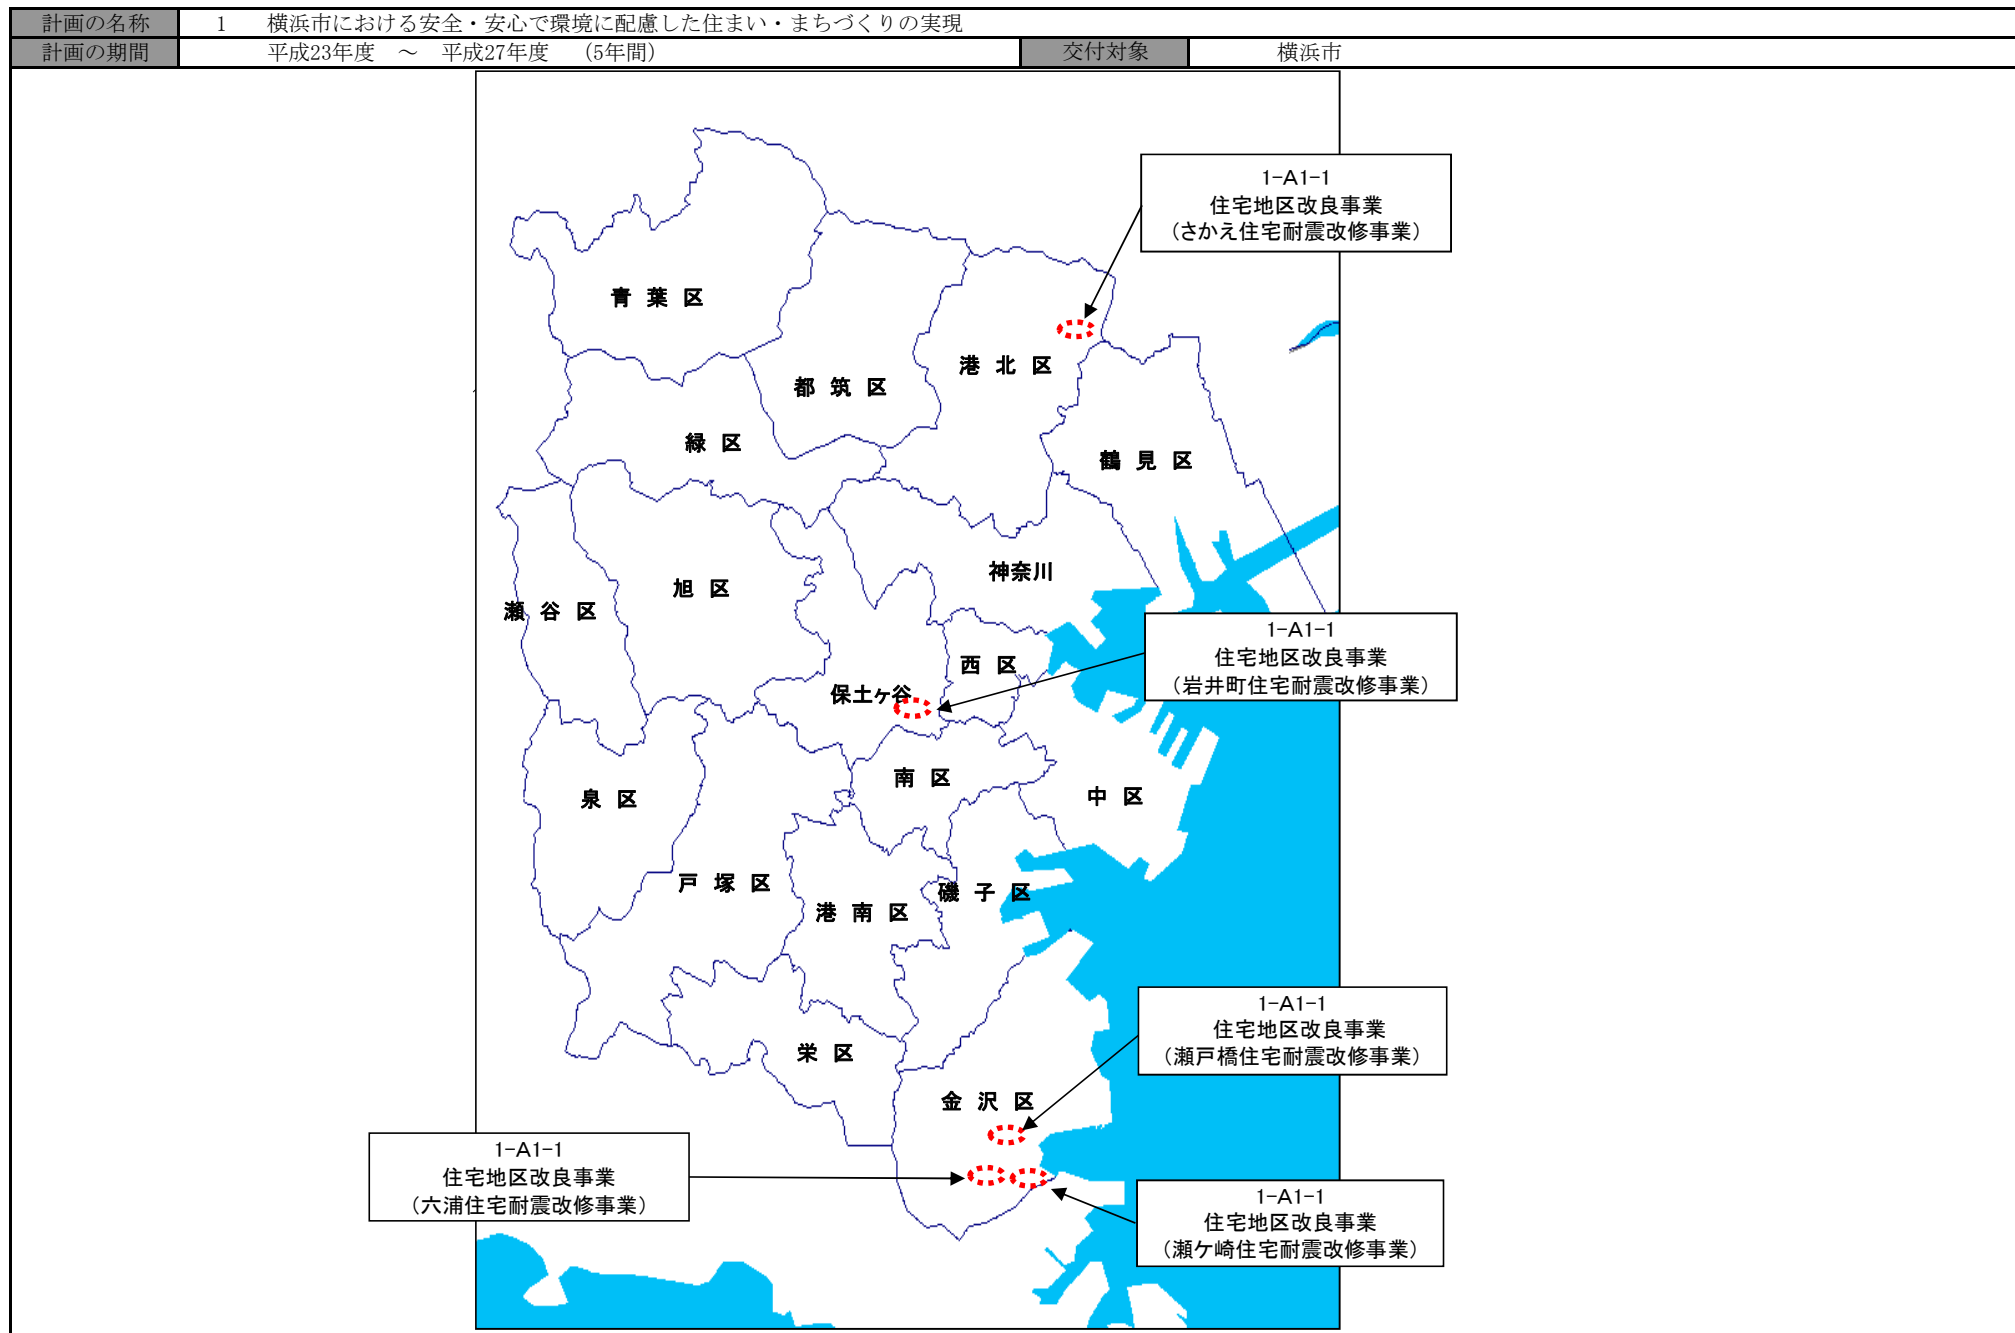 計画の名称 1 横浜市における安全・安心で環境に配慮した住まい・まちづくりの実現
計画の期間 平成23年度 ～ 平成27年度 (5年間) 交付対象 横浜市
1-A1-1
住宅地区改良事業
(さかえ住宅耐震改修事業)
青葉区
港北区
都筑区
緑区
鶴見区
神奈川
旭区
瀬谷区
1-A1-1
住宅地区改良事業
(岩井町住宅耐震改修事業)
西区
保土ヶ谷
南区
中区
泉区
戸塚区
港南区
磯子区
1-A1-1
住宅地区改良事業
(瀬戸橋住宅耐震改修事業)
栄区
金沢区
1-A1-1
住宅地区改良事業
(六浦住宅耐震改修事業)
1-A1-1
住宅地区改良事業
(瀬ケ崎住宅耐震改修事業)